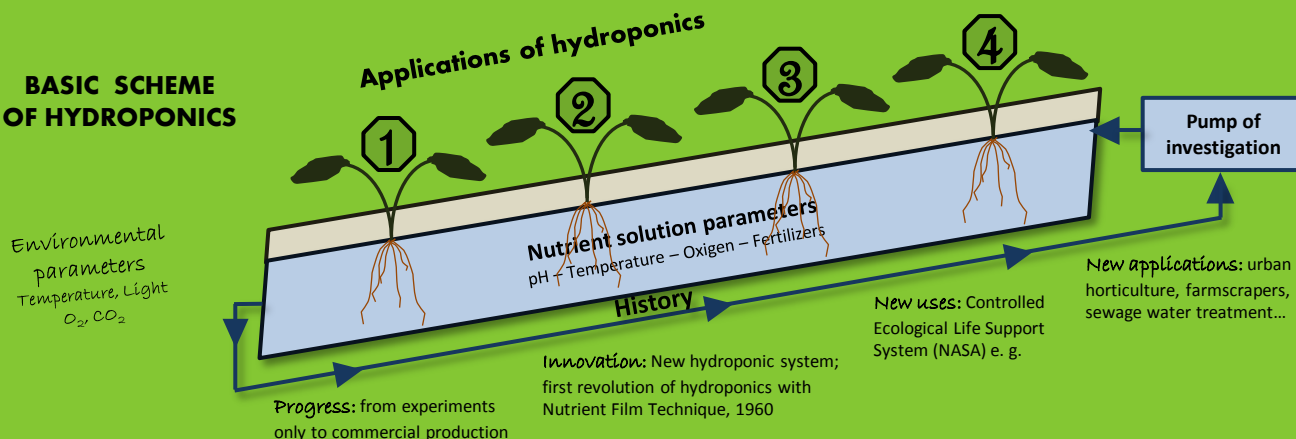 BASIC SCHEME
OF HYDROPONICS
Applications of hydroponics
1
2
3
4
Pump of
investigation
Environmental
parameters
Temperature, Light
O₂, CO₂
Nutrient solution parameters
pH – Temperature – Oxigen – Fertilizers
History
Progress: from experiments
only to commercial production
Innovation: New hydroponic system;
first revolution of hydroponics with
Nutrient Film Technique, 1960
New uses: Controlled
Ecological Life Support
System (NASA) e. g.
New applications: urban
horticulture, farmscrapers,
sewage water treatment…